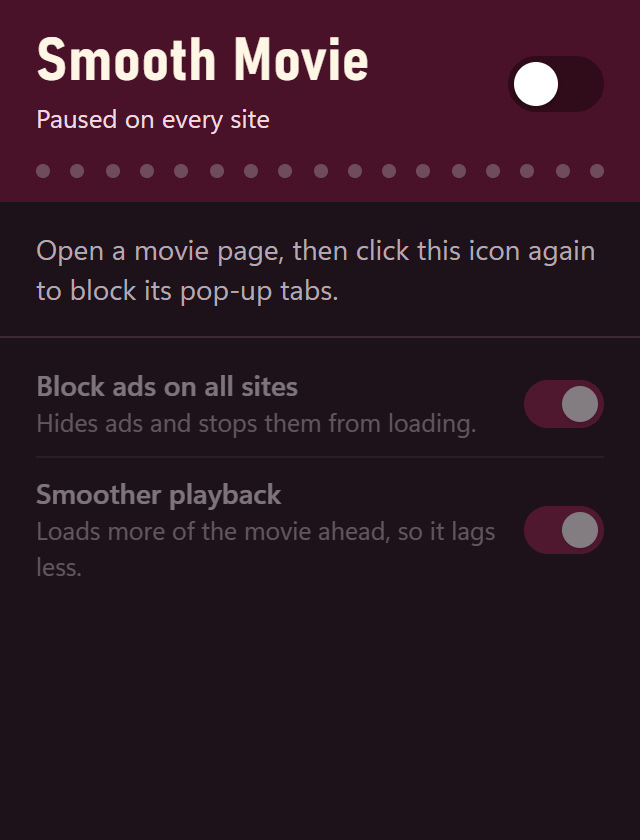 Smooth Movie
Paused on every site
Open a movie page, then click this icon again
to block its pop-up tabs.
Block ads on all sites
Hides ads and stops them from loading.
Smoother playback
Loads more of the movie ahead, so it lags
less.